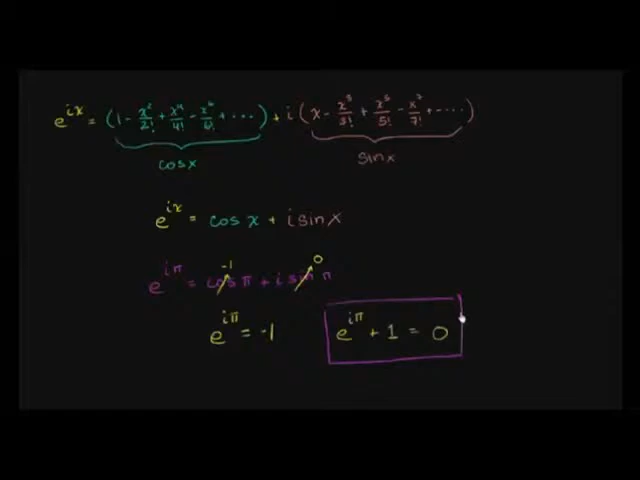 e^{ix} = (1 - x²/2! + x⁴/4! - x⁶/6! + ⋯) + i(x - x³/3! + x⁵/5! - x⁷/7! + ⋯)
cos x sin x
e^{ix} = cos x + i sin x
-1 0
e^{iπ} = cos π + i sin π
e^{iπ} = -1 e^{iπ} + 1 = 0